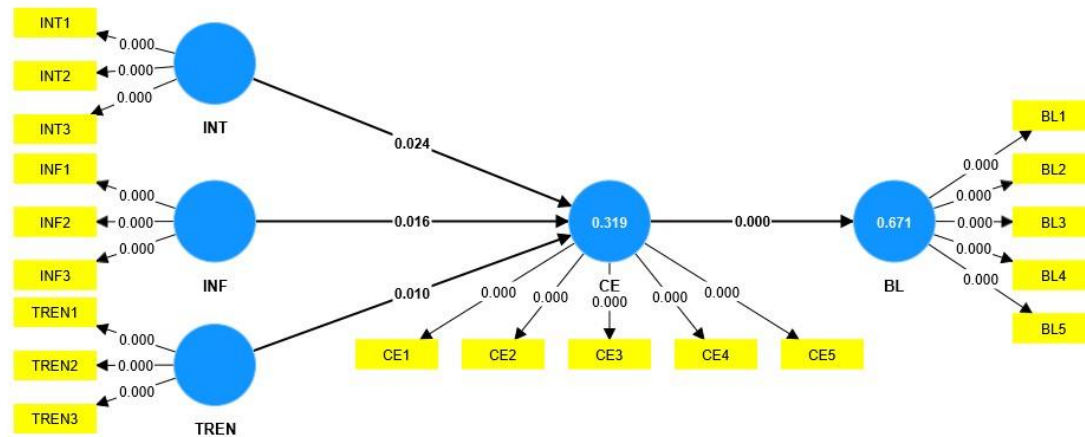 INT1
0.000
INT2
0.000
0.000
INT3
INT
INF1
0.000
INF2
0.000
0.000
INF3
INF
TREN1
0.000
TREN2
0.000
0.000
TREN3
TREN
0.024
0.016
0.010
0.319
CE
0.000
0.000
0.000
0.000
0.000
CE1
CE2
CE3
CE4
CE5
0.000
0.671
BL
0.000
BL1
0.000
BL2
0.000
BL3
0.000
BL4
0.000
BL5